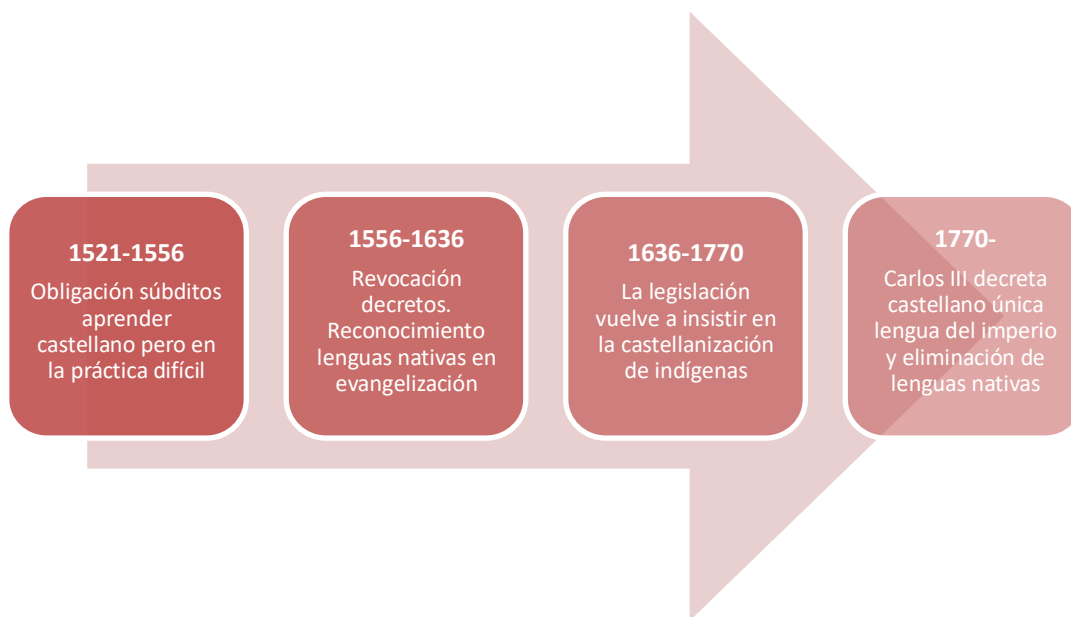 1521-1556
Obligación súbditos
aprender
castellano pero en
la práctica difícil
1556-1636
Revocación
decretos.
Reconocimiento
lenguas nativas en
evangelización
1636-1770
La legislación
vuelve a insistir en
la castellanización
de indígenas
1770-
Carlos III decreta
castellano única
lengua del imperio
y eliminación de
lenguas nativas